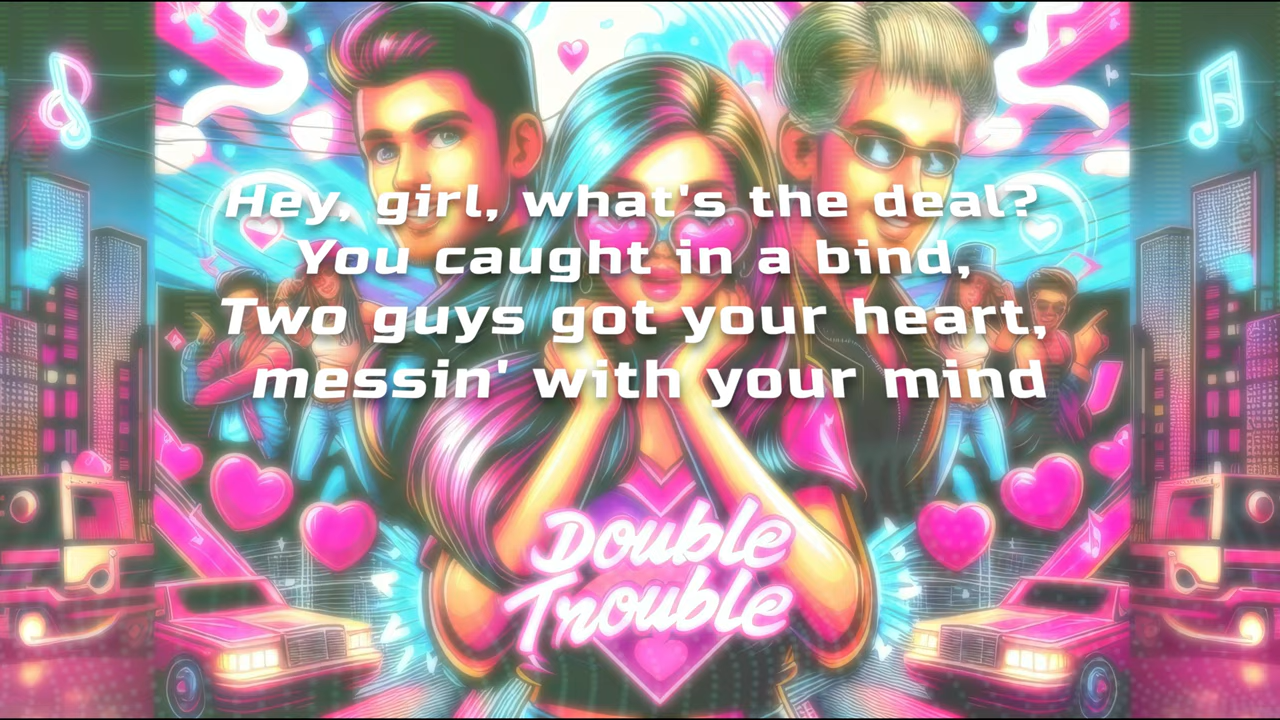 Hey, girl, what's the deal?
You caught in a bind,
Two guys got your heart,
messin' with your mind
Double
Trouble